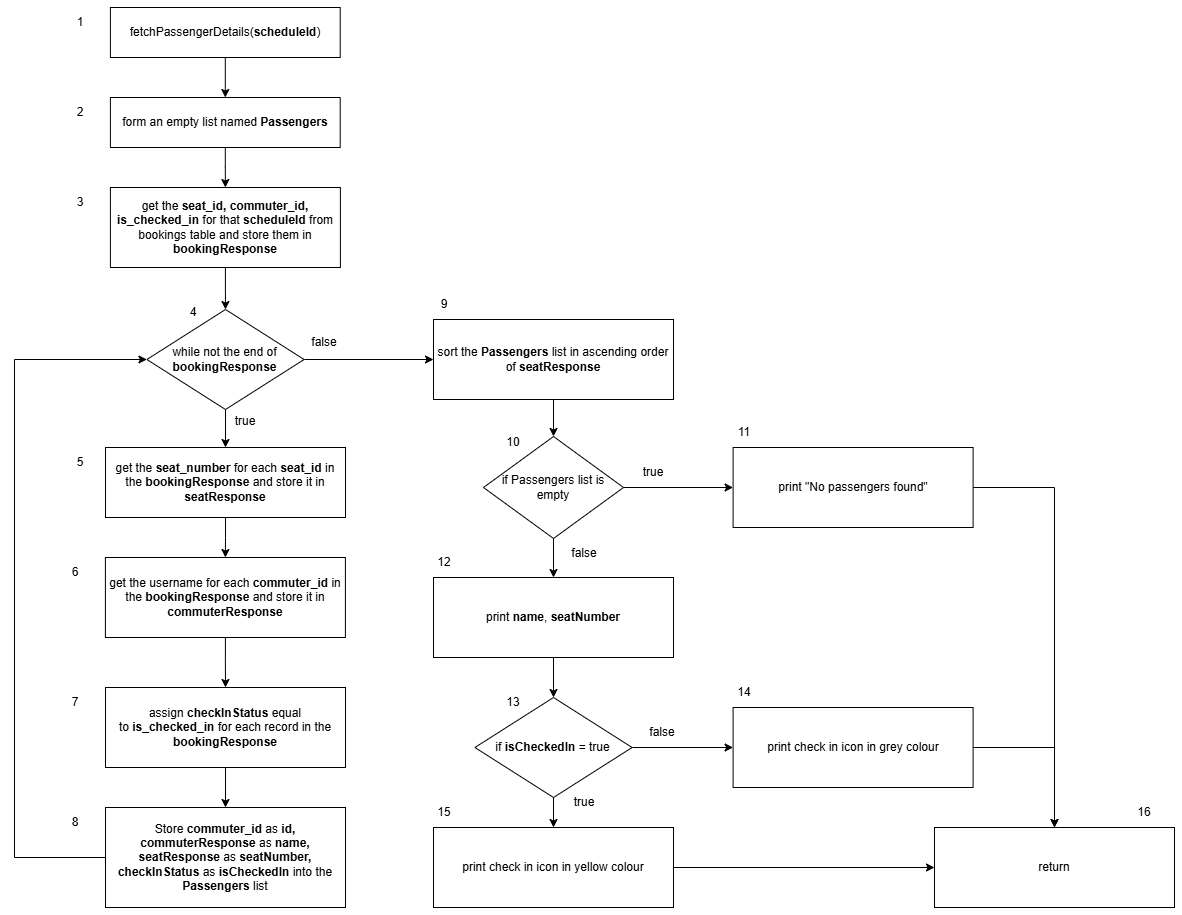 1
fetchPassengerDetails(scheduleId)
2
form an empty list named Passengers
3
get the seat_id, commuter_id,
is_checked_in for that scheduleId from
bookings table and store them in
bookingResponse
4
while not the end of
bookingResponse
false
true
5
get the seat_number for each seat_id in
the bookingResponse and store it in
seatResponse
6
get the username for each commuter_id in
the bookingResponse and store it in
commuterResponse
7
assign checkInStatus equal
to is_checked_in for each record in the
bookingResponse
8
Store commuter_id as id,
commuterResponse as name,
seatResponse as seatNumber,
checkInStatus as isCheckedIn into the
Passengers list
9
sort the Passengers list in ascending order
of seatResponse
10
if Passengers list is
empty
true
false
11
print "No passengers found"
12
print name, seatNumber
13
if isCheckedIn = true
false
true
14
print check in icon in grey colour
15
print check in icon in yellow colour
16
return